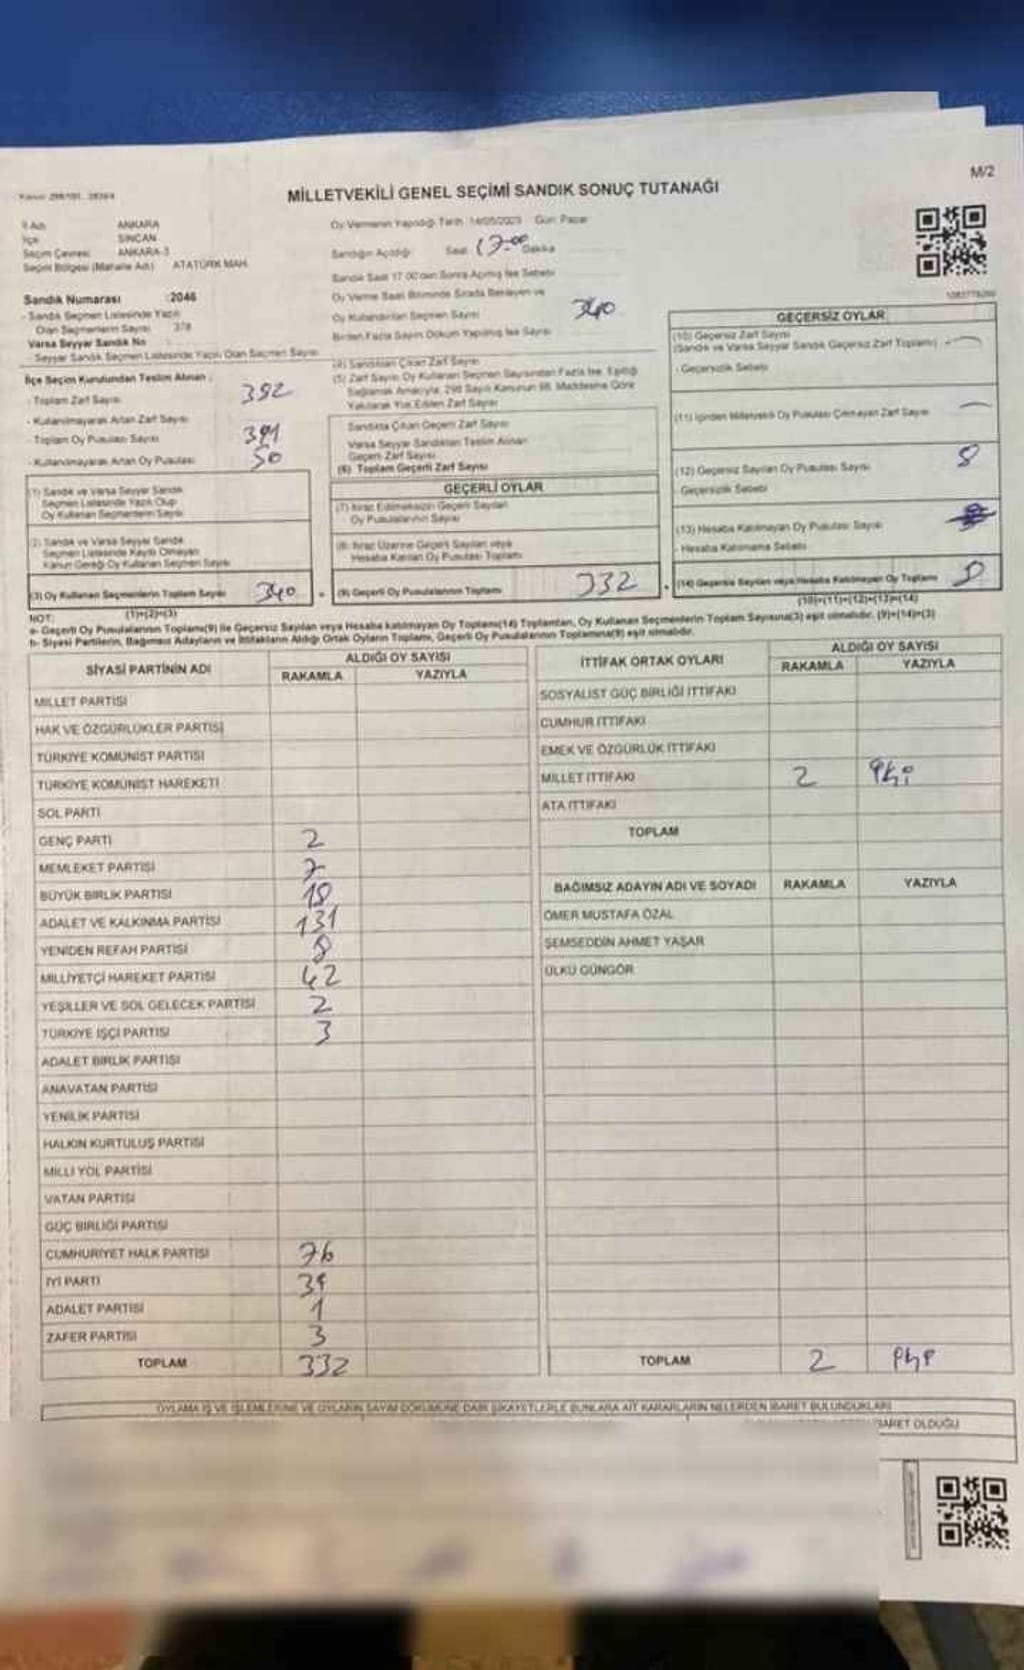 M/2
MİLLETVEKİLİ GENEL SEÇİMİ SANDIK SONUÇ TUTANAĞI
İl Adı ANKARA
İlçe SİNCAN
Seçim Çevresi ANKARA-3
Seçim Bölgesi (Mahalle Adı) ATATÜRK MAH.
Sandık Numarası :2046
- Sandık Seçmen Listesinde Yazılı
Olan Seçmenlerin Sayısı 378
Varsa Seyyar Sandık No
- Seyyar Sandık Seçmen Listesinde Yazılı Olan Seçmen Sayısı
Oy Vermenin Yapıldığı Tarih :14/05/2023 Gün: Pazar
Sandığın Açıldığı Saat 17:00 Dakika
Sandık Saat 17.00'den Sonra Açılmış İse Sebebi
Oy Verme Saati Bitiminde Sırada Bekleyen ve
Oy Kullandırılan Seçmen Sayısı 340
Birden Fazla Sayım Döküm Yapılmış İse Sayısı
İlçe Seçim Kurulundan Teslim Alınan :
- Toplam Zarf Sayısı 392
- Kullanılmayarak Artan Zarf Sayısı
- Toplam Oy Pusulası Sayısı 391
- Kullanılmayarak Artan Oy Pusulası 50
(1) Sandık ve Varsa Seyyar Sandık
Seçmen Listesinde Yazılı Olup
Oy Kullanan Seçmenlerin Sayısı
(2) Sandık ve Varsa Seyyar Sandık
Seçmen Listesinde Kayıtlı Olmayan
Kanun Gereği Oy Kullanan Seçmen Sayısı
(3) Oy Kullanan Seçmenlerin Toplam Sayısı 340
(1)+(2)=(3)
(4) Sandıktan Çıkan Zarf Sayısı
(5) Zarf Sayısı Oy Kullanan Seçmen Sayısından Fazla İse, Eşitliği
Sağlamak Amacıyla, 298 Sayılı Kanunun 98. Maddesine Göre
Yakılarak Yok Edilen Zarf Sayısı
Sandıkta Çıkan Geçerli Zarf Sayısı
Varsa Seyyar Sandıktan Teslim Alınan
Geçerli Zarf Sayısı
(6) Toplam Geçerli Zarf Sayısı
GEÇERLİ OYLAR
(7) İtiraz Edilmeksizin Geçerli Sayılan
Oy Pusulalarının Sayısı
(8) İtiraz Üzerine Geçerli Sayılan veya
Hesaba Katılan Oy Pusulası Toplamı
(9) Geçerli Oy Pusulalarının Toplamı 332
GEÇERSİZ OYLAR
(10) Geçersiz Zarf Sayısı
(Sandık ve Varsa Seyyar Sandık Geçersiz Zarf Toplamı) -
- Geçersizlik Sebebi
(11) İçinden Milletvekili Oy Pusulası Çıkmayan Zarf Sayısı -
(12) Geçersiz Sayılan Oy Pusulası Sayısı 8
- Geçersizlik Sebebi
(13) Hesaba Katılmayan Oy Pusulası Sayısı
- Hesaba Katılmama Sebebi
(14) Geçersiz Sayılan veya Hesaba Katılmayan Oy Toplamı 8
(10)+(11)+(12)+(13)=(14)
NOT:
a- Geçerli Oy Pusulalarının Toplamı(9) ile Geçersiz Sayılan veya Hesaba Katılmayan Oy Toplamı(14) Toplamları, Oy Kullanan Seçmenlerin Toplam Sayısına(3) eşit olmalıdır. (9)+(14)=(3)
b- Siyasi Partilerin, Bağımsız Adayların ve İttifakların Aldığı Ortak Oyların Toplamı, Geçerli Oy Pusulalarının Toplamına(9) eşit olmalıdır.
SİYASİ PARTİNİN ADI ALDIĞI OY SAYISI
RAKAMLA YAZIYLA
MİLLET PARTİSİ
HAK VE ÖZGÜRLÜKLER PARTİSİ
TÜRKİYE KOMÜNİST PARTİSİ
TÜRKİYE KOMÜNİST HAREKETİ
SOL PARTİ
GENÇ PARTİ 2
MEMLEKET PARTİSİ 7
BÜYÜK BİRLİK PARTİSİ 18
ADALET VE KALKINMA PARTİSİ 131
YENİDEN REFAH PARTİSİ 8
MİLLİYETÇİ HAREKET PARTİSİ 42
YEŞİLLER VE SOL GELECEK PARTİSİ 2
TÜRKİYE İŞÇİ PARTİSİ 3
ADALET BİRLİK PARTİSİ
ANAVATAN PARTİSİ
YENİLİK PARTİSİ
HALKIN KURTULUŞ PARTİSİ
MİLLİ YOL PARTİSİ
VATAN PARTİSİ
GÜÇ BİRLİĞİ PARTİSİ
CUMHURİYET HALK PARTİSİ 76
İYİ PARTİ 39
ADALET PARTİSİ 1
ZAFER PARTİSİ 3
TOPLAM 332
İTTİFAK ORTAK OYLARI ALDIĞI OY SAYISI
RAKAMLA YAZIYLA
SOSYALİST GÜÇ BİRLİĞİ İTTİFAKI
CUMHUR İTTİFAKI
EMEK VE ÖZGÜRLÜK İTTİFAKI
MİLLET İTTİFAKI 2 iki
ATA İTTİFAKI
TOPLAM
BAĞIMSIZ ADAYIN ADI VE SOYADI RAKAMLA YAZIYLA
ÖMER MUSTAFA ÖZAL
ŞEMSEDDİN AHMET YAŞAR
ÜLKÜ GÜNGÖR
TOPLAM 2 iki
OYLAMA İŞ VE İŞLEMLERİNE VE OYLARIN SAYIM DÖKÜMÜNE DAİR ŞİKAYETLERLE BUNLARA AİT KARARLARIN NELERDEN İBARET BULUNDUKLARI
İBARET OLDUĞU